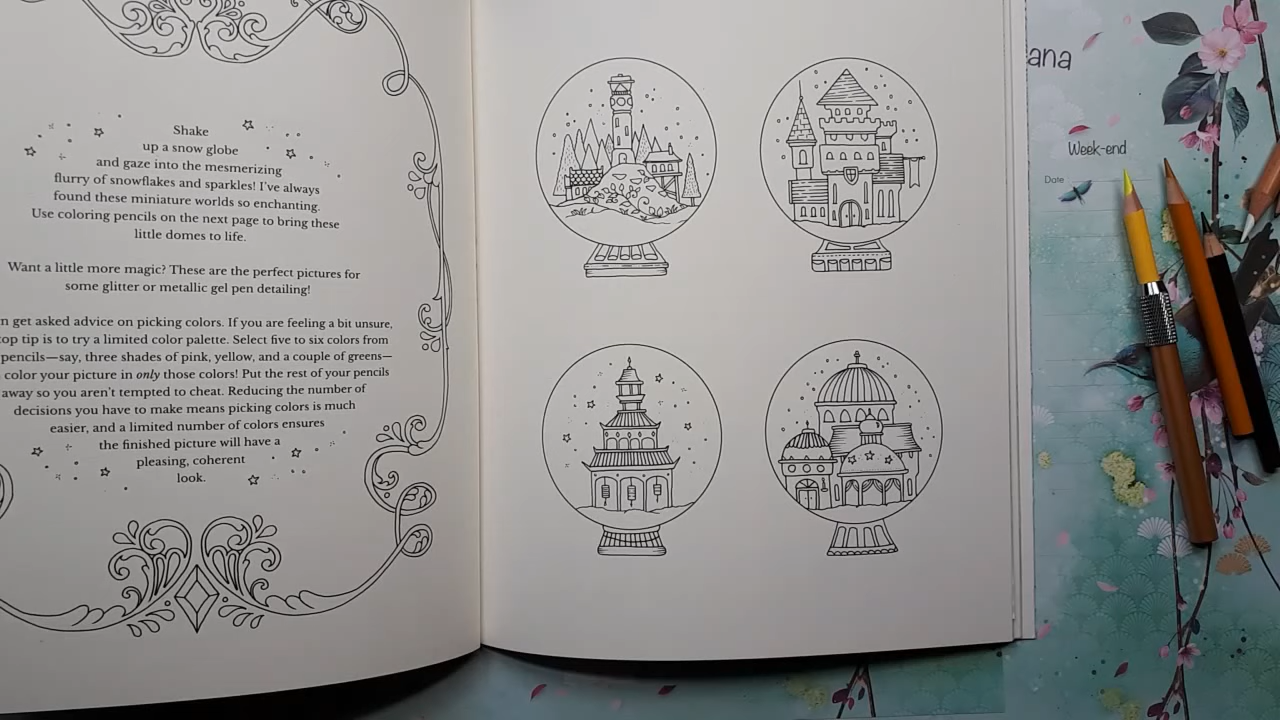 Shake
up a snow globe
and gaze into the mesmerizing
flurry of snowflakes and sparkles! I've always
found these miniature worlds so enchanting.
Use coloring pencils on the next page to bring these
little domes to life.
Want a little more magic? These are the perfect pictures for
some glitter or metallic gel pen detailing!
n get asked advice on picking colors. If you are feeling a bit unsure,
top tip is to try a limited color palette. Select five to six colors from
pencils—say, three shades of pink, yellow, and a couple of greens—
color your picture in only those colors! Put the rest of your pencils
away so you aren't tempted to cheat. Reducing the number of
decisions you have to make means picking colors is much
easier, and a limited number of colors ensures
the finished picture will have a
pleasing, coherent
look.
ana
Week-end
Date